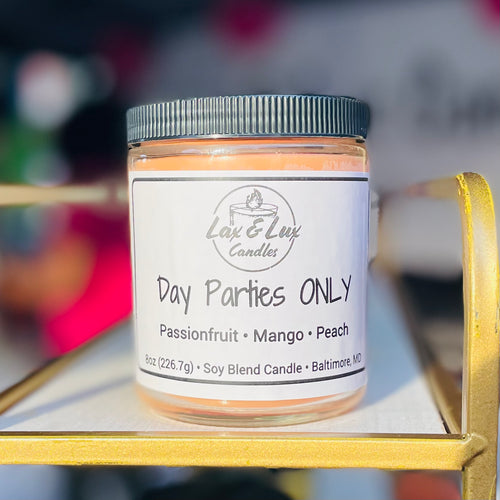 Lax & Lux
Candles
Day Parties ONLY
Passionfruit • Mango • Peach
8oz (226.7g) • Soy Blend Candle • Baltimore, MD